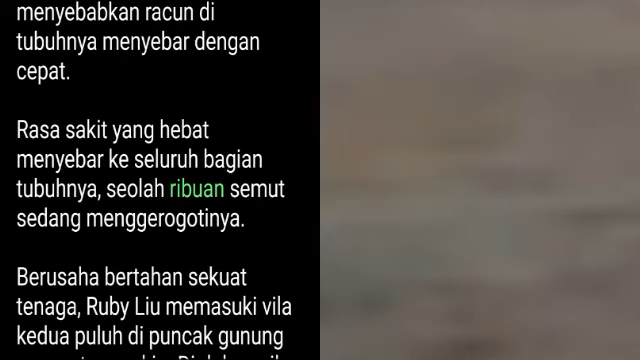 menyebabkan racun di
tubuhnya menyebar dengan
cepat.
Rasa sakit yang hebat
menyebar ke seluruh bagian
tubuhnya, seolah ribuan semut
sedang menggerogotinya.
Berusaha bertahan sekuat
tenaga, Ruby Liu memasuki vila
kedua puluh di puncak gunung